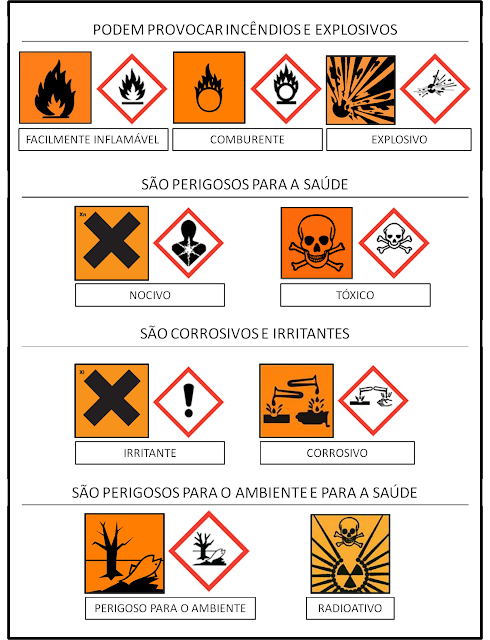 PODEM PROVOCAR INCÊNDIOS E EXPLOSIVOS
FACILMENTE INFLAMÁVEL
COMBURENTE
EXPLOSIVO
SÃO PERIGOSOS PARA A SAÚDE
Xn
NOCIVO
TÓXICO
SÃO CORROSIVOS E IRRITANTES
Xi
IRRITANTE
CORROSIVO
SÃO PERIGOSOS PARA O AMBIENTE E PARA A SAÚDE
PERIGOSO PARA O AMBIENTE
RADIOATIVO